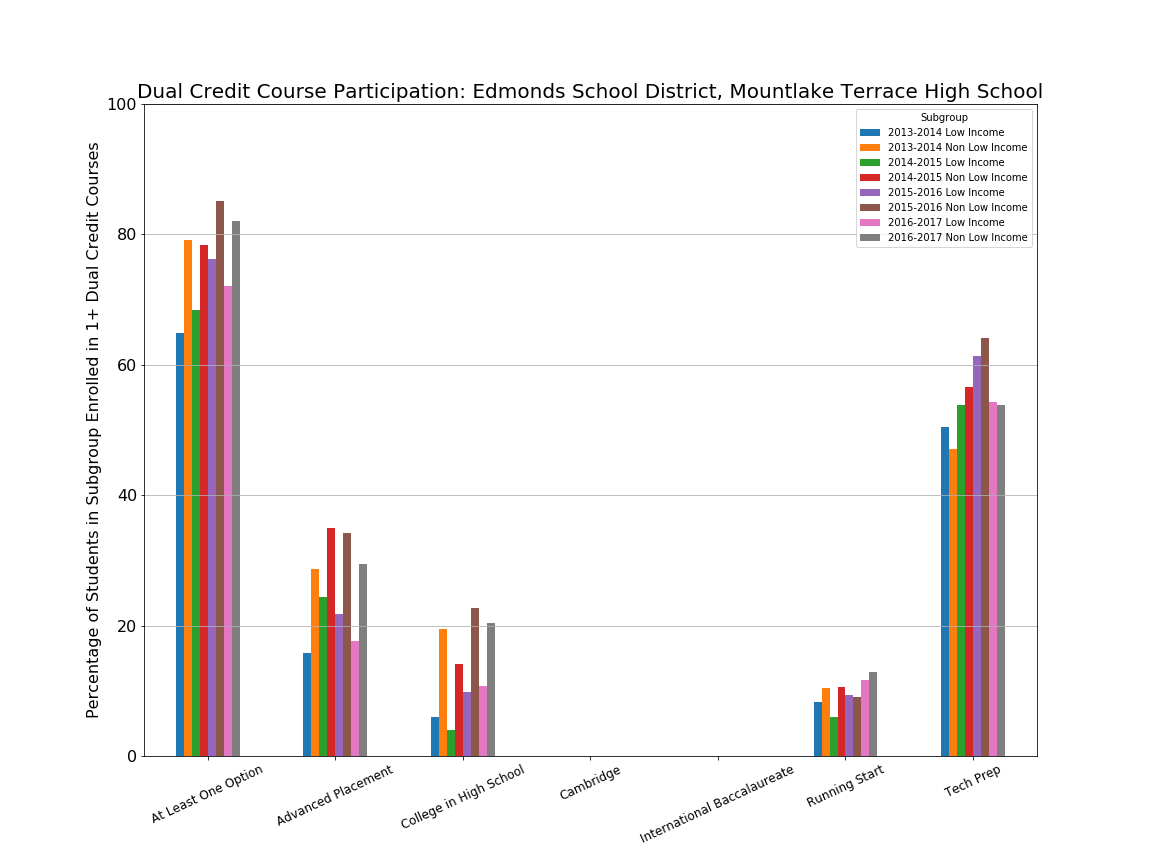 Dual Credit Course Participation: Edmonds School District, Mountlake Terrace High School
Percentage of Students in Subgroup Enrolled in 1+ Dual Credit Courses
100
80
60
40
20
0
Subgroup
2013-2014 Low Income
2013-2014 Non Low Income
2014-2015 Low Income
2014-2015 Non Low Income
2015-2016 Low Income
2015-2016 Non Low Income
2016-2017 Low Income
2016-2017 Non Low Income
At Least One Option
Advanced Placement
College in High School
Cambridge
International Baccalaureate
Running Start
Tech Prep